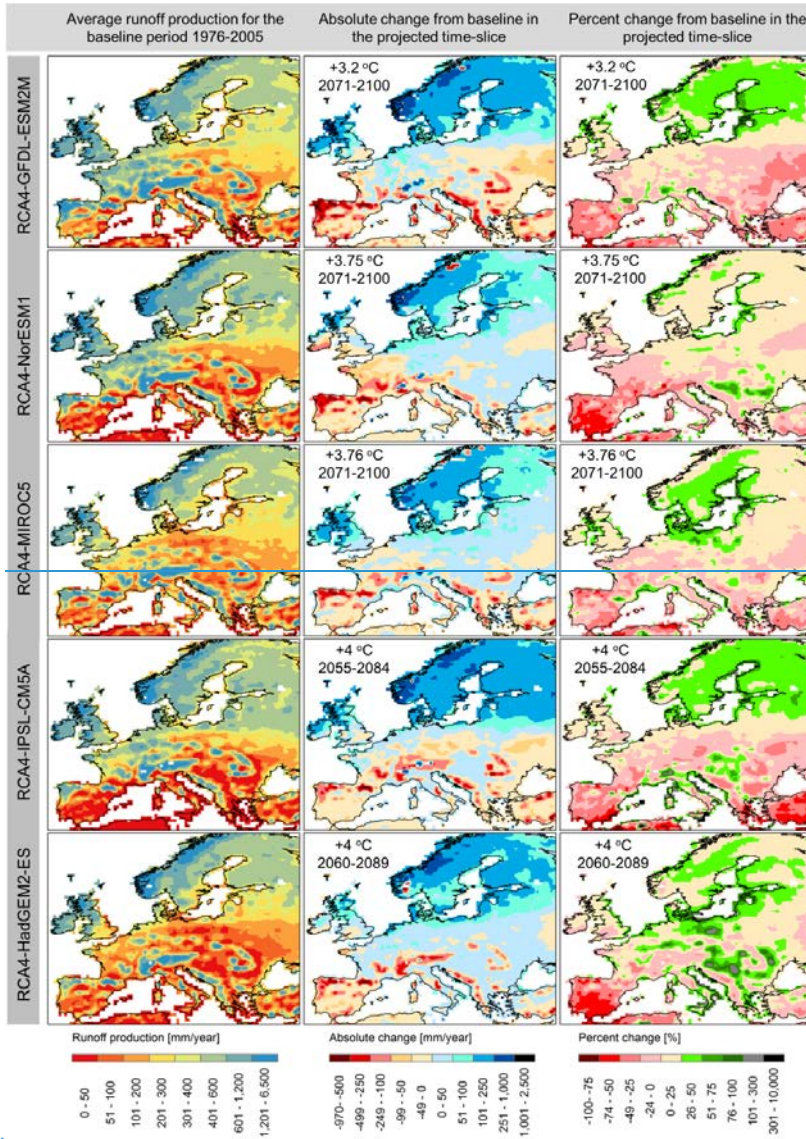 Average runoff production for the
baseline period 1976-2005
Absolute change from baseline in
the projected time-slice
Percent change from baseline in the
projected time-slice
RCA4-GFDL-ESM2M
+3.2 °C
2071-2100
+3.2 °C
2071-2100
RCA4-NorESM1
+3.75 °C
2071-2100
+3.75 °C
2071-2100
RCA4-MIROC5
+3.76 °C
2071-2100
+3.76 °C
2071-2100
RCA4-IPSL-CM5A
+4 °C
2055-2084
+4 °C
2055-2084
RCA4-HadGEM2-ES
+4 °C
2060-2089
+4 °C
2060-2089
Runoff production [mm/year]
0 - 50
51 - 100
101 - 200
201 - 300
301 - 400
401 - 600
601 - 1,200
1,201 - 6,500
Absolute change [mm/year]
-970--500
-499--250
-249--100
-99--50
-49 - 0
0 - 50
51 - 100
101 - 250
251 - 1,000
1,001 - 2,500
Percent change [%]
-100--75
-74 - 50
-49 - 25
-24 - 0
0 - 25
26 - 50
51 - 75
76 - 100
101 - 300
301 - 10,000